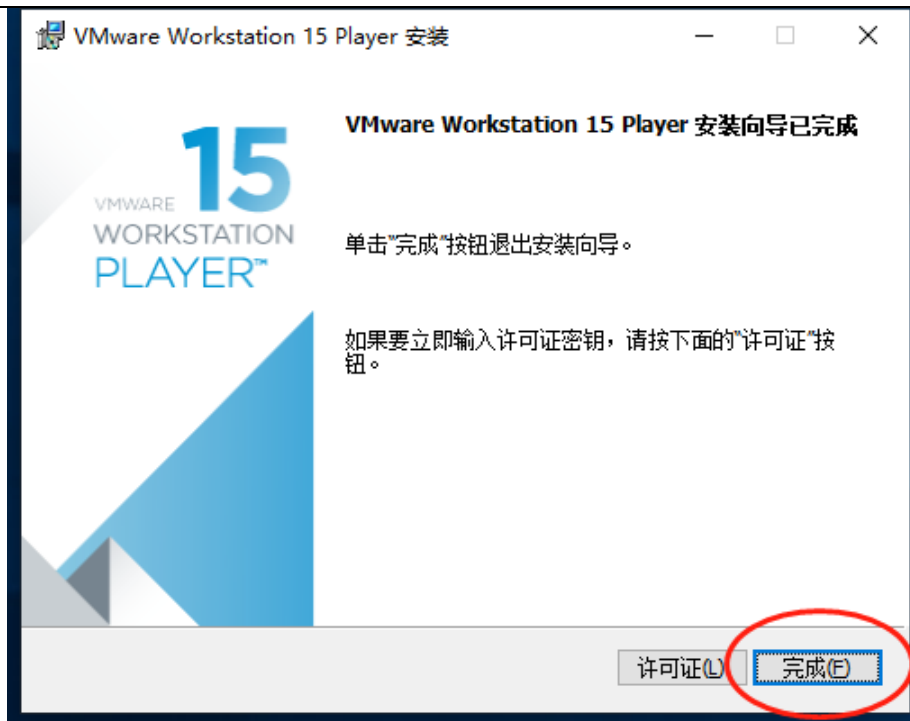 VMware Workstation 15 Player 安装
VMware Workstation 15 Player 安装向导已完成
15
VMWARE
WORKSTATION
PLAYER™
单击"完成"按钮退出安装向导。
如果要立即输入许可证密钥，请按下面的"许可证"按
钮。
许可证(L)
完成(F)